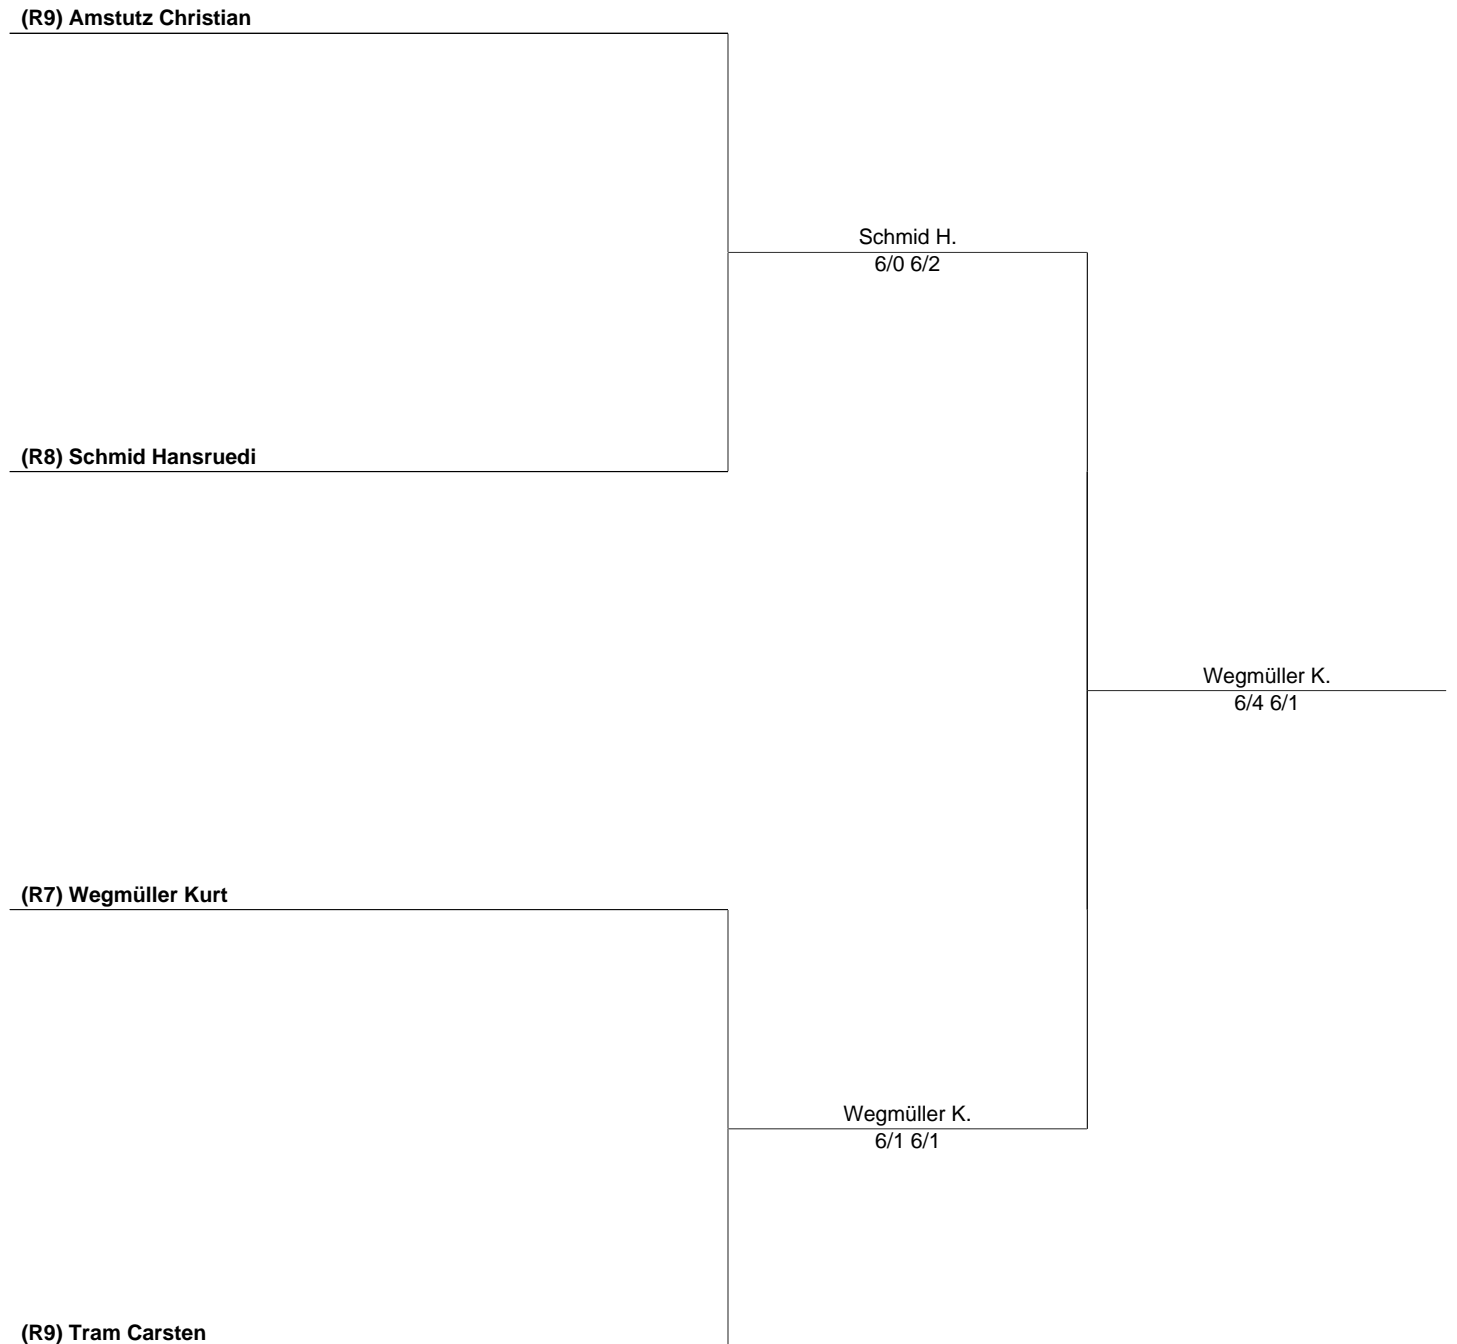 (R9) Amstutz Christian
Schmid H.
6/0 6/2
(R8) Schmid Hansruedi
Wegmüller K.
6/4 6/1
(R7) Wegmüller Kurt
Wegmüller K.
6/1 6/1
(R9) Tram Carsten